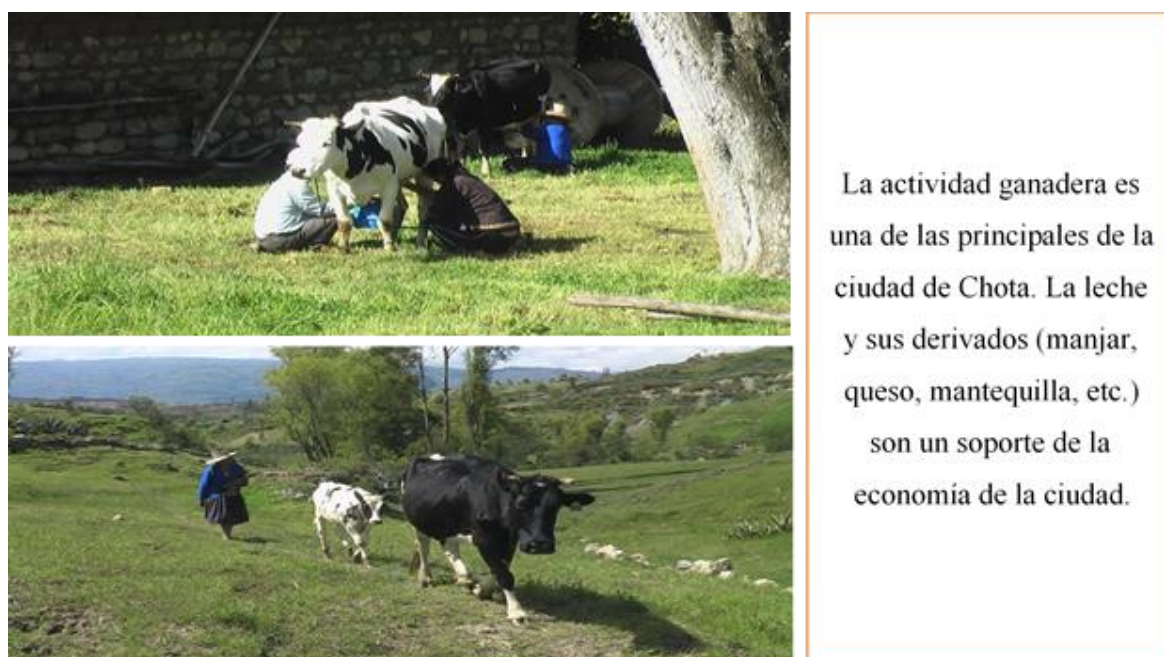 La actividad ganadera es
una de las principales de la
ciudad de Chota. La leche
y sus derivados (manjar,
queso, mantequilla, etc.)
son un soporte de la
economía de la ciudad.